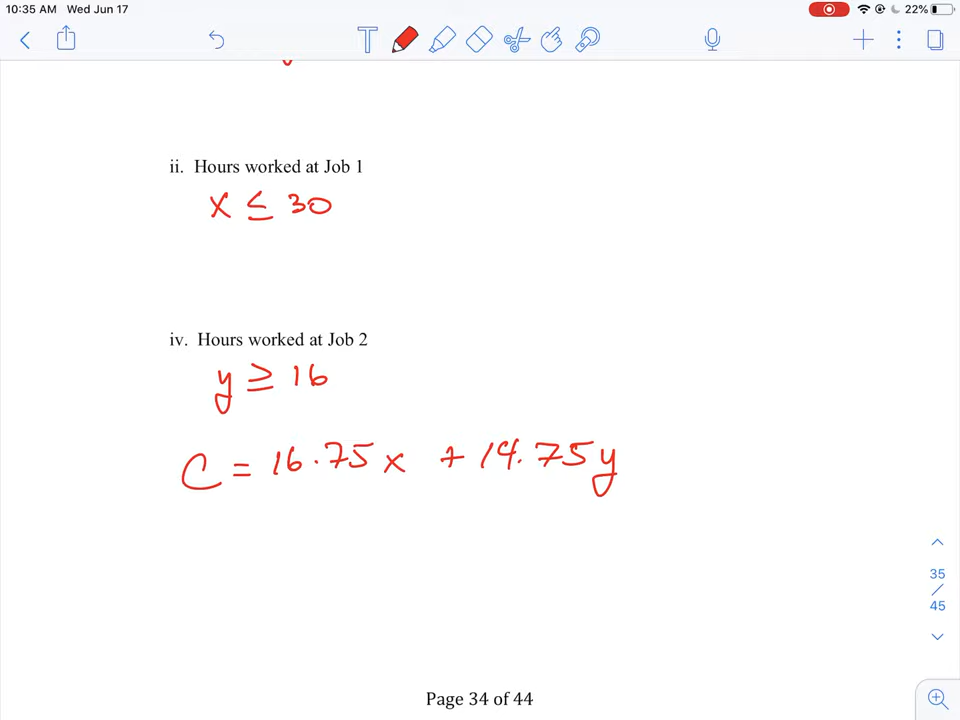 10:35 AM Wed Jun 17 22%
T
ii. Hours worked at Job 1
x ≤ 30
iv. Hours worked at Job 2
y ≥ 16
C = 16.75x + 14.75y
35
/
45
Page 34 of 44